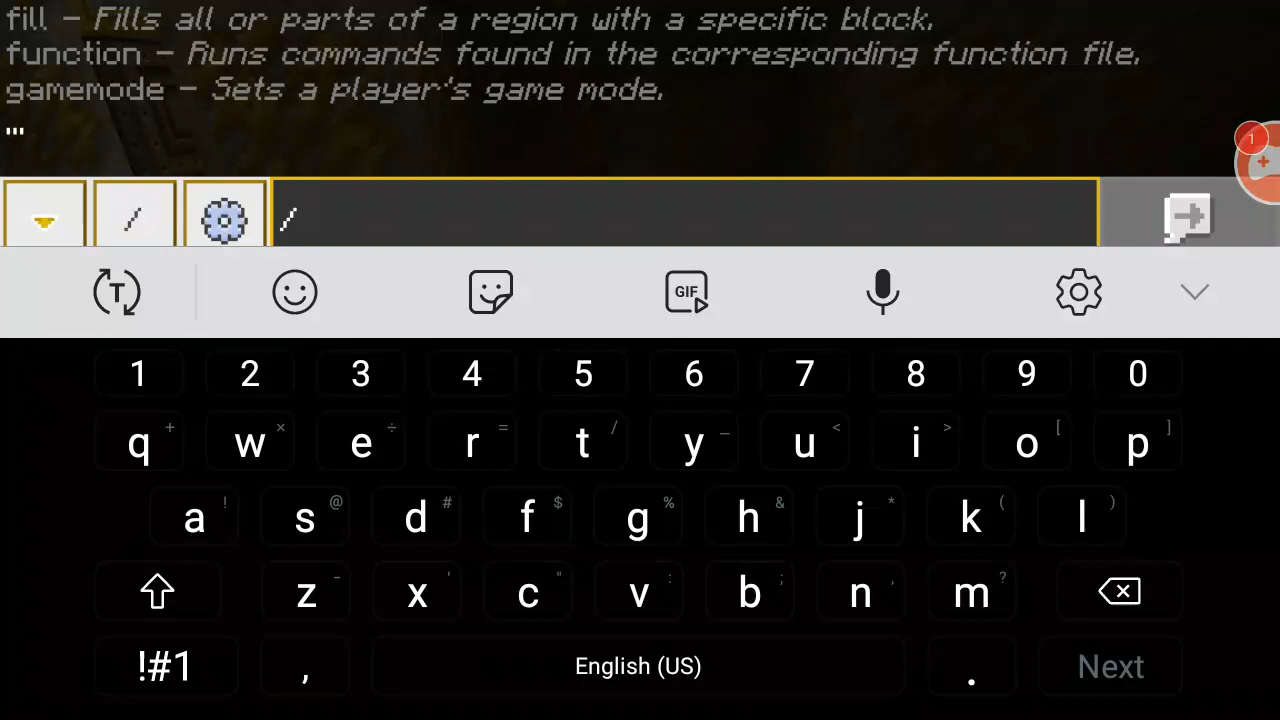 fill – Fills all or parts of a region with a specific block.
function – Runs commands found in the corresponding function file.
gamemode – Sets a player's game mode.
...
1
/ /
T GIF
1 2 3 4 5 6 7 8 9 0
q + w × e ÷ r = t / y _ u < i > o [ p ]
a ! s @ d # f $ g % h & j * k ( l )
z - x ' c " v : b ; n , m ?
!#1 , English (US) . Next